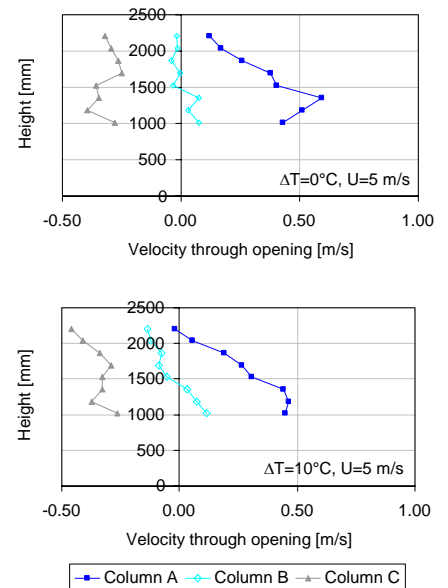 2500
2000
1500
1000
500
0
Height [mm]
ΔT=0°C, U=5 m/s
-0.50 0.00 0.50 1.00
Velocity through opening [m/s]
2500
2000
1500
1000
500
0
Height [mm]
ΔT=10°C, U=5 m/s
-0.50 0.00 0.50 1.00
Velocity through opening [m/s]
Column A Column B Column C